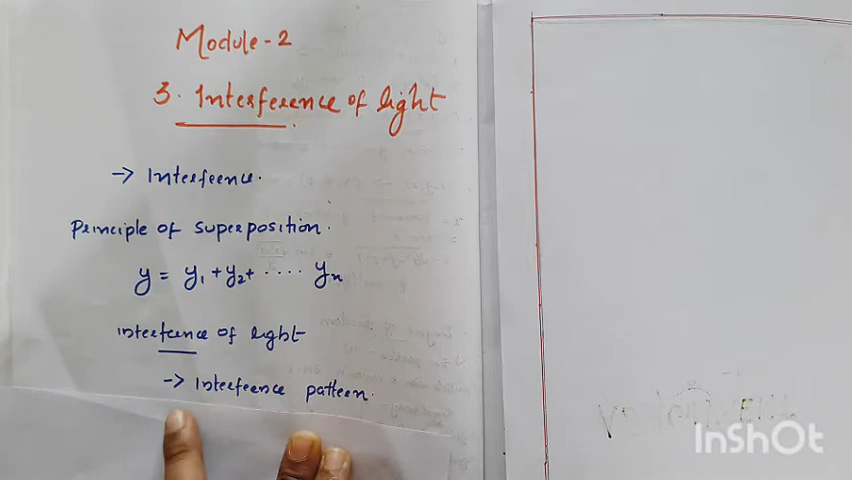 Module-2
3. Interference of light
→ Interfeence.
Principle of superposition.
y = y₁ + y₂ + .... yₙ
interfeence of light
→ Interfeence pattern.
InShOt